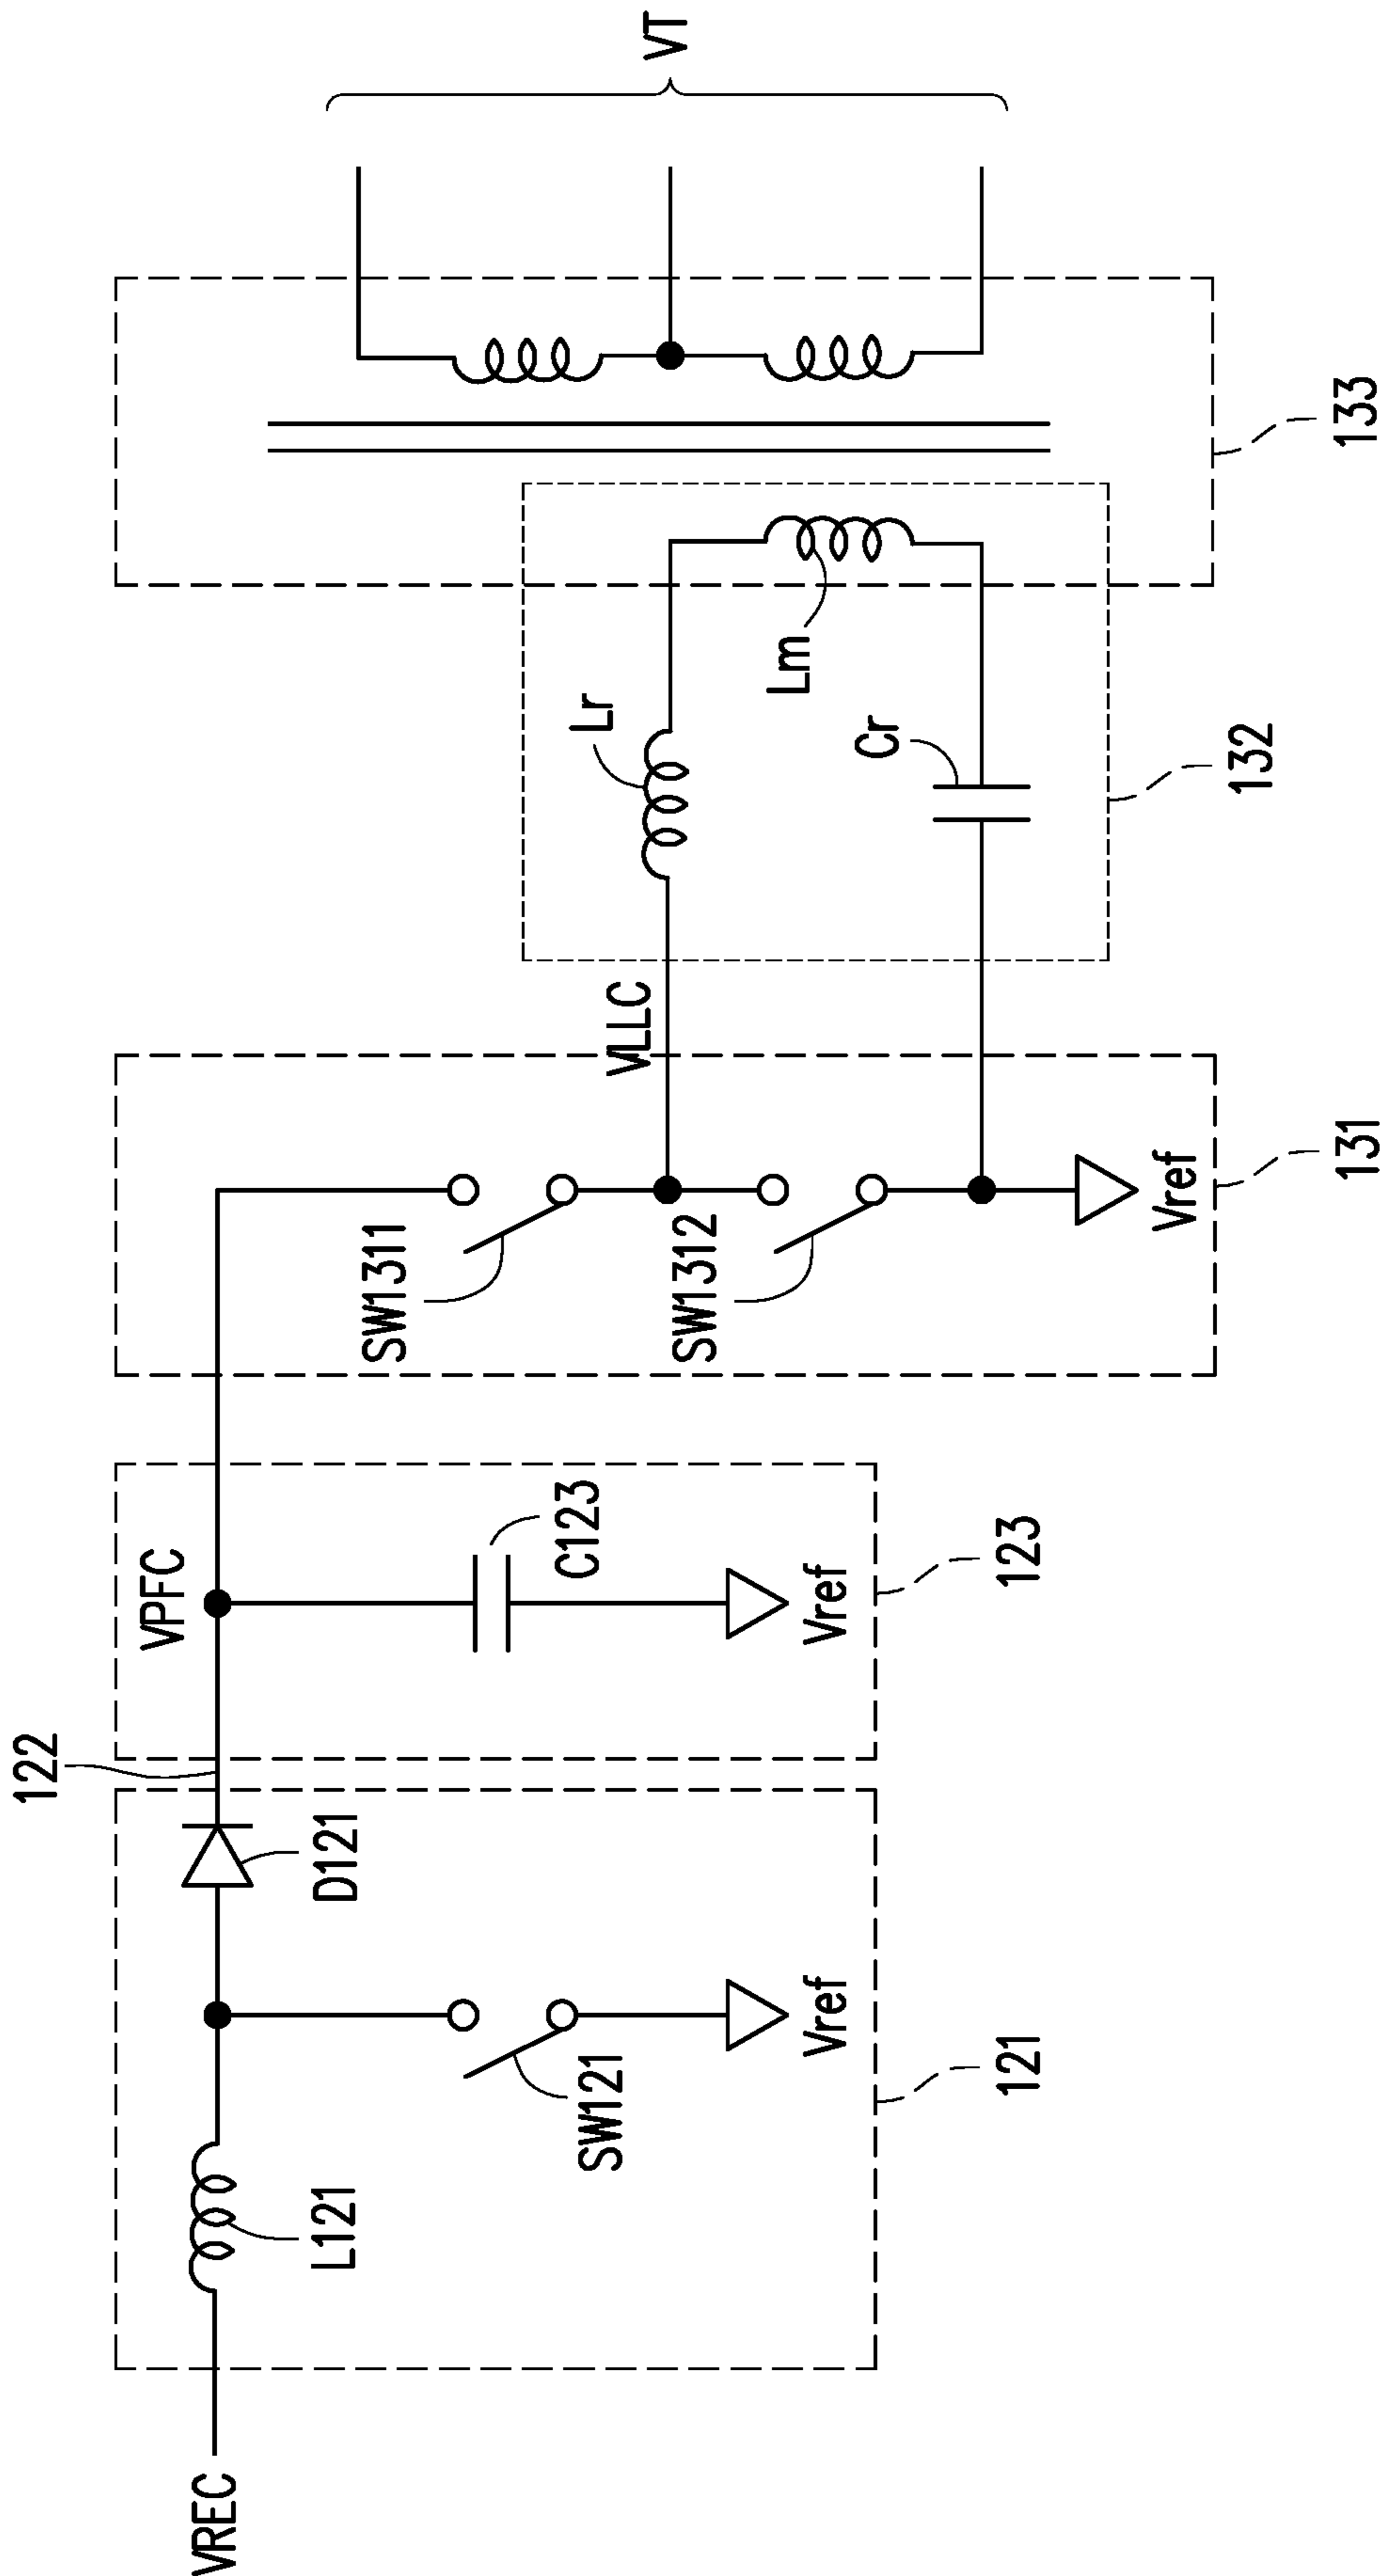 122
VREC
L121
D121
SW121
Vref
121
VPFC
C123
Vref
123
SW1311
SW1312
Vref
131
VLLC
Lr
Lm
Cr
132
133
VT